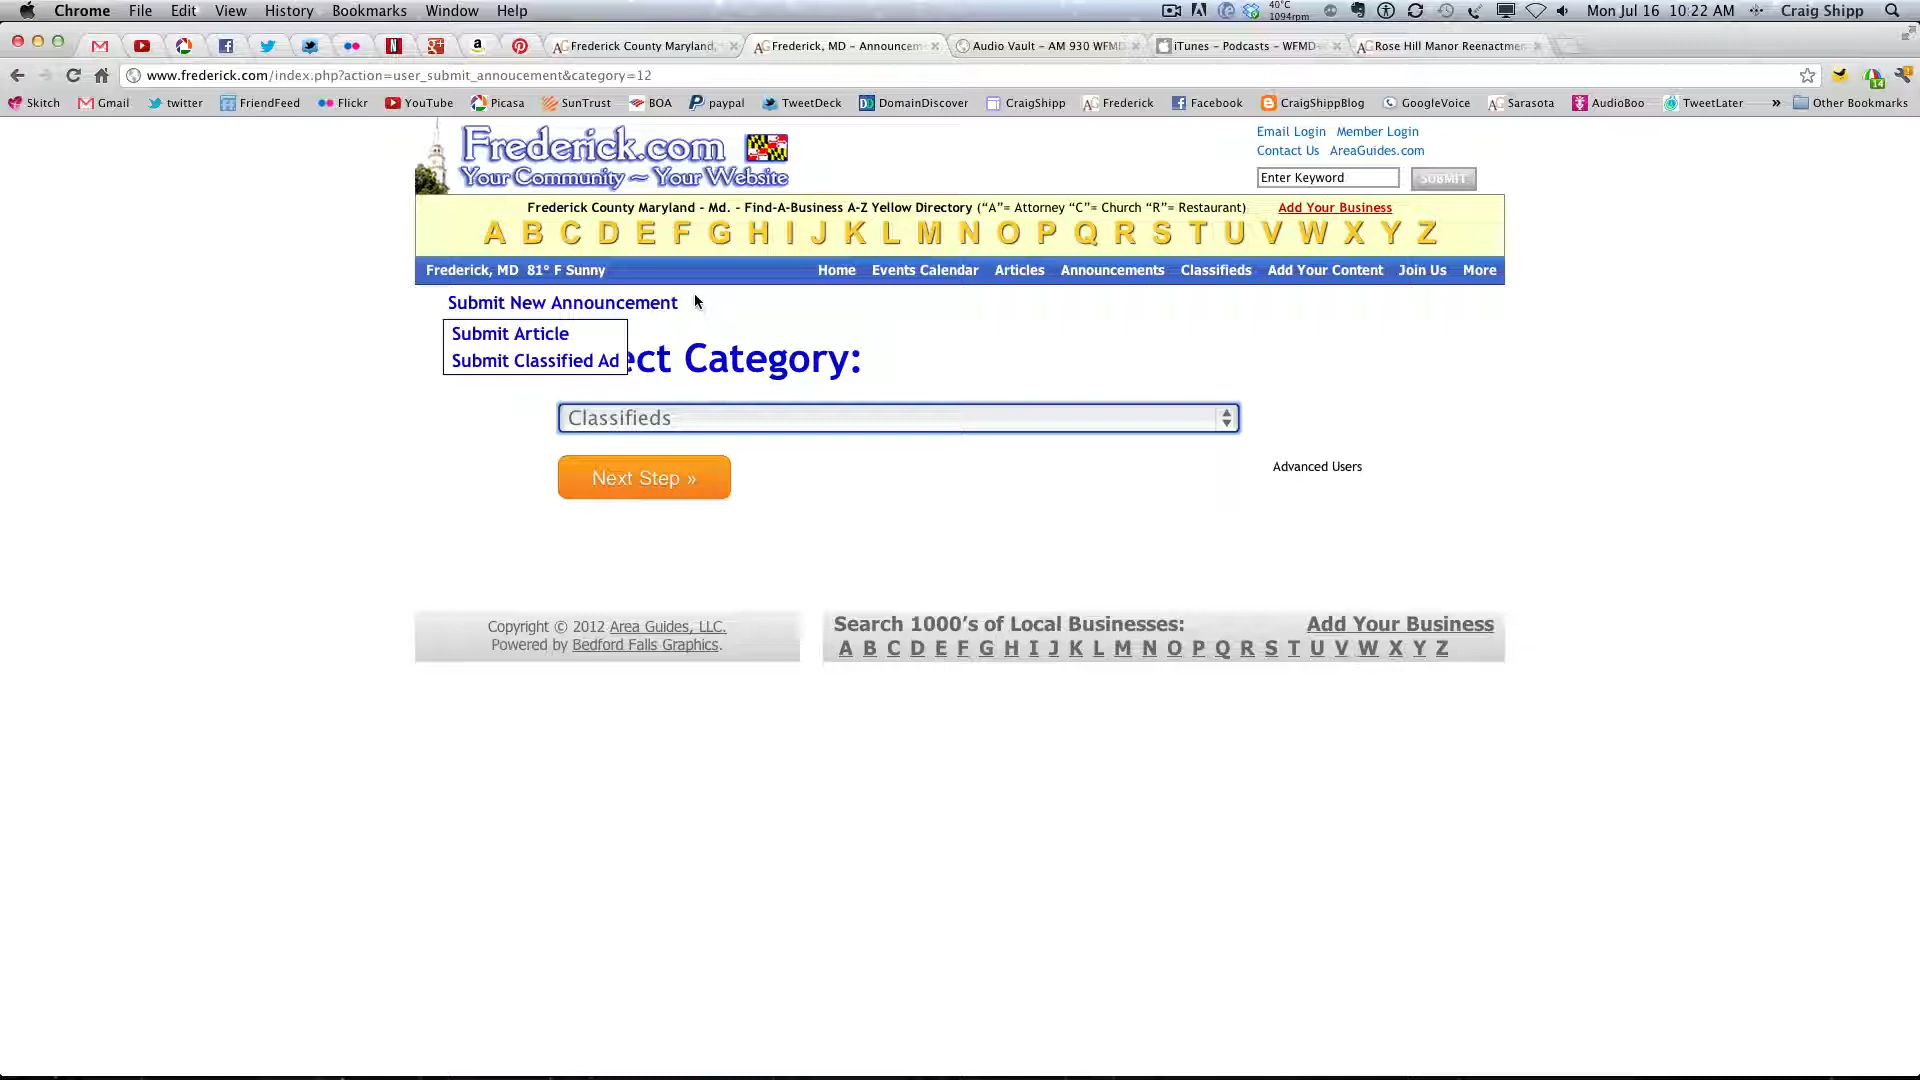 Chrome File Edit View History Bookmarks Window Help 40°C 1094rpm Mon Jul 16 10:22 AM Craig Shipp
Frederick County Maryland, Frederick, MD – Announcem Audio Vault – AM 930 WFMD iTunes – Podcasts – WFMD Rose Hill Manor Reenactmen
www.frederick.com/index.php?action=user_submit_annoucement&category=12
Skitch Gmail twitter FriendFeed Flickr YouTube Picasa SunTrust BOA paypal TweetDeck DomainDiscover CraigShipp Frederick Facebook CraigShippBlog GoogleVoice Sarasota AudioBoo TweetLater » Other Bookmarks
Frederick.com
Your Community ~ Your Website
Email Login Member Login
Contact Us AreaGuides.com
Enter Keyword SUBMIT
Frederick County Maryland - Md. - Find-A-Business A-Z Yellow Directory (“A”= Attorney “C”= Church “R”= Restaurant) Add Your Business
A B C D E F G H I J K L M N O P Q R S T U V W X Y Z
Frederick, MD 81° F Sunny Home Events Calendar Articles Announcements Classifieds Add Your Content Join Us More
Submit New Announcement
Submit Article
Submit Classified Ad
ect Category:
Classifieds
Next Step »
Advanced Users
Copyright © 2012 Area Guides, LLC.
Powered by Bedford Falls Graphics.
Search 1000’s of Local Businesses: Add Your Business
A B C D E F G H I J K L M N O P Q R S T U V W X Y Z